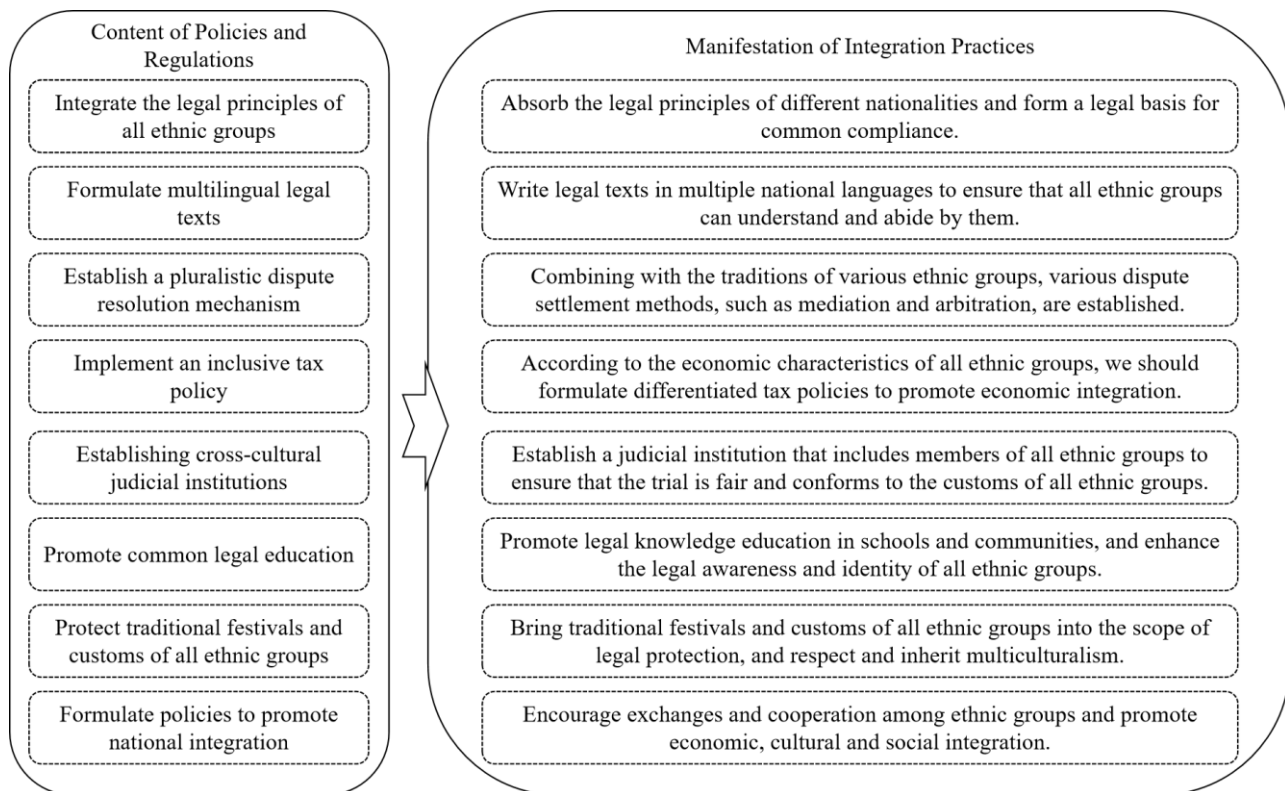 Content of Policies and
Regulations
Integrate the legal principles of
all ethnic groups
Formulate multilingual legal
texts
Establish a pluralistic dispute
resolution mechanism
Implement an inclusive tax
policy
Establishing cross-cultural
judicial institutions
Promote common legal education
Protect traditional festivals and
customs of all ethnic groups
Formulate policies to promote
national integration
Manifestation of Integration Practices
Absorb the legal principles of different nationalities and form a legal basis for
common compliance.
Write legal texts in multiple national languages to ensure that all ethnic groups
can understand and abide by them.
Combining with the traditions of various ethnic groups, various dispute
settlement methods, such as mediation and arbitration, are established.
According to the economic characteristics of all ethnic groups, we should
formulate differentiated tax policies to promote economic integration.
Establish a judicial institution that includes members of all ethnic groups to
ensure that the trial is fair and conforms to the customs of all ethnic groups.
Promote legal knowledge education in schools and communities, and enhance
the legal awareness and identity of all ethnic groups.
Bring traditional festivals and customs of all ethnic groups into the scope of
legal protection, and respect and inherit multiculturalism.
Encourage exchanges and cooperation among ethnic groups and promote
economic, cultural and social integration.